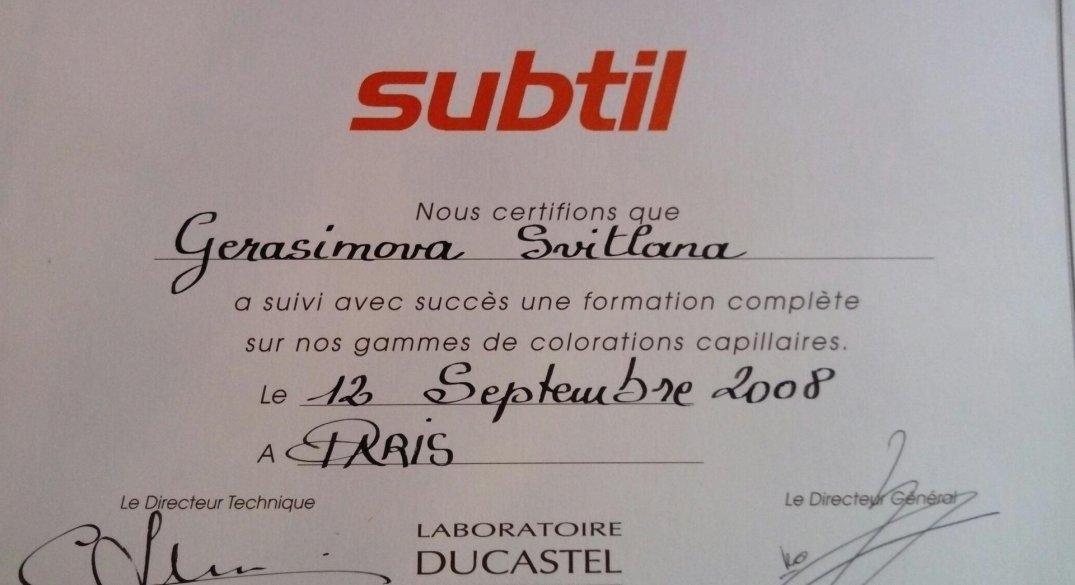 subtil
Nous certifions que
Gerasimova Svitlana
a suivi avec succès une formation complète
sur nos gammes de colorations capillaires.
Le 12 Septembre 2008
A PARIS
Le Directeur Technique
Le Directeur Général
LABORATOIRE
DUCASTEL